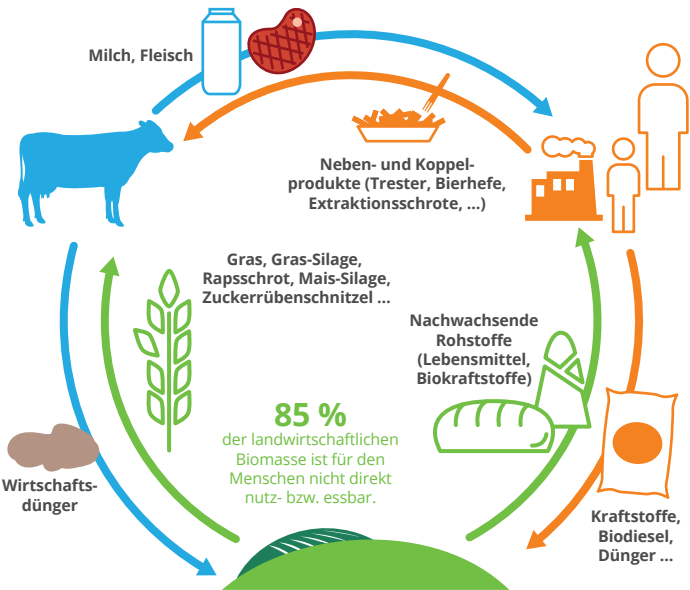 Milch, Fleisch
Neben- und Koppel-
produkte (Trester, Bierhefe,
Extraktionsschrote, ...)
Gras, Gras-Silage,
Rapsschrot, Mais-Silage,
Zuckerrübenschnitzel ...
Nachwachsende
Rohstoffe
(Lebensmittel,
Biokraftstoffe)
85 %
der landwirtschaftlichen
Biomasse ist für den
Menschen nicht direkt
nutz- bzw. essbar.
Wirtschafts-
dünger
Kraftstoffe,
Biodiesel,
Dünger ...